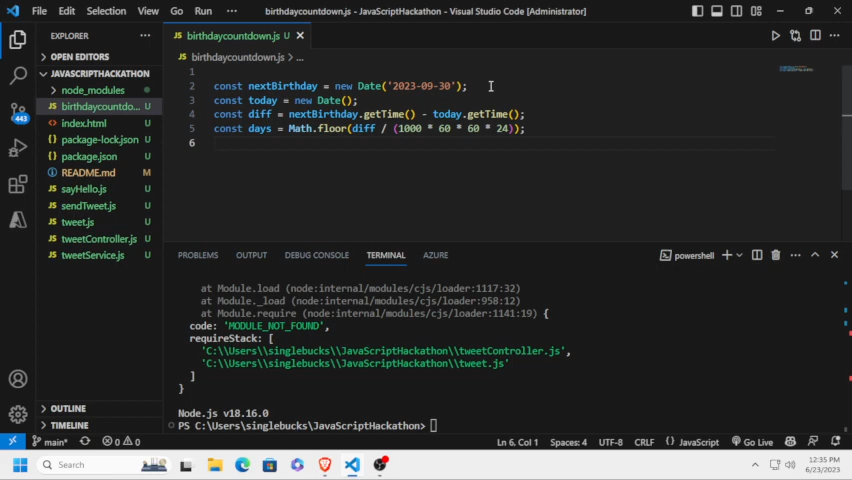 File Edit Selection View Go Run ··· birthdaycountdown.js - JavaScriptHackathon - Visual Studio Code [Administrator]
EXPLORER ···
OPEN EDITORS
JAVASCRIPTHACKATHON
node_modules
JS birthdaycountdo... U
<> index.html U
{} package-lock.json U
{} package.json U
README.md M
JS sayHello.js U
JS sendTweet.js U
JS tweet.js U
JS tweetController.js U
JS tweetService.js U
OUTLINE
TIMELINE
443
JS birthdaycountdown.js U
JS birthdaycountdown.js > ...
1
2 const nextBirthday = new Date('2023-09-30');
3 const today = new Date();
4 const diff = nextBirthday.getTime() - today.getTime();
5 const days = Math.floor(diff / (1000 * 60 * 60 * 24));
6
PROBLEMS OUTPUT DEBUG CONSOLE TERMINAL AZURE powershell
at Module.load (node:internal/modules/cjs/loader:1117:32)
at Module._load (node:internal/modules/cjs/loader:958:12)
at Module.require (node:internal/modules/cjs/loader:1141:19) {
code: 'MODULE_NOT_FOUND',
requireStack: [
'C:\\Users\\singlebucks\\JavaScriptHackathon\\tweetController.js',
'C:\\Users\\singlebucks\\JavaScriptHackathon\\tweet.js'
]
}
Node.js v18.16.0
PS C:\Users\singlebucks\JavaScriptHackathon>
main* 0 0 Ln 6, Col 1 Spaces: 4 UTF-8 CRLF {} JavaScript Go Live
Search
12:35 PM
6/23/2023